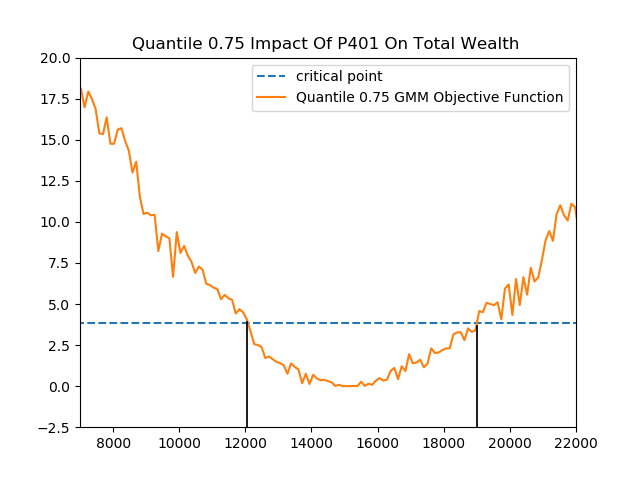 Quantile 0.75 Impact Of P401 On Total Wealth
critical point
Quantile 0.75 GMM Objective Function
20.0
17.5
15.0
12.5
10.0
7.5
5.0
2.5
0.0
−2.5
8000 10000 12000 14000 16000 18000 20000 22000